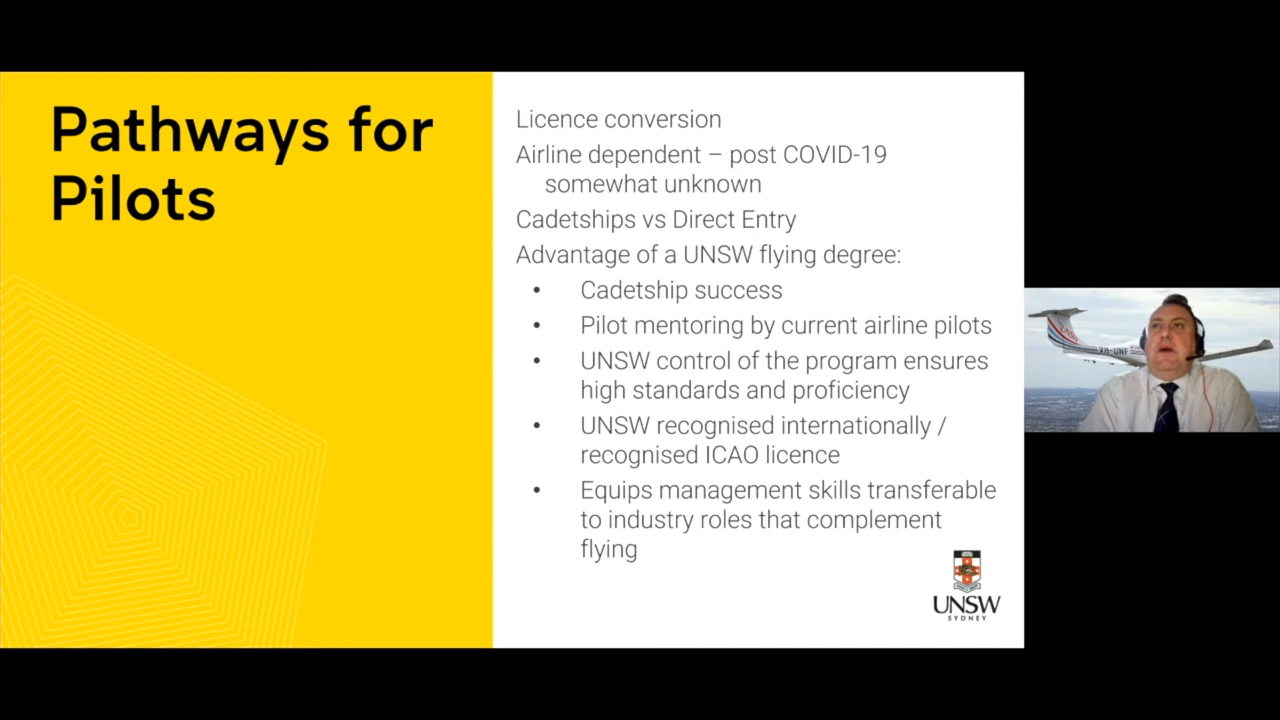 Pathways for
Pilots
Licence conversion
Airline dependent – post COVID-19
somewhat unknown
Cadetships vs Direct Entry
Advantage of a UNSW flying degree:
• Cadetship success
• Pilot mentoring by current airline pilots
• UNSW control of the program ensures
high standards and proficiency
• UNSW recognised internationally /
recognised ICAO licence
• Equips management skills transferable
to industry roles that complement
flying
UNSW
SYDNEY
VH-UNF